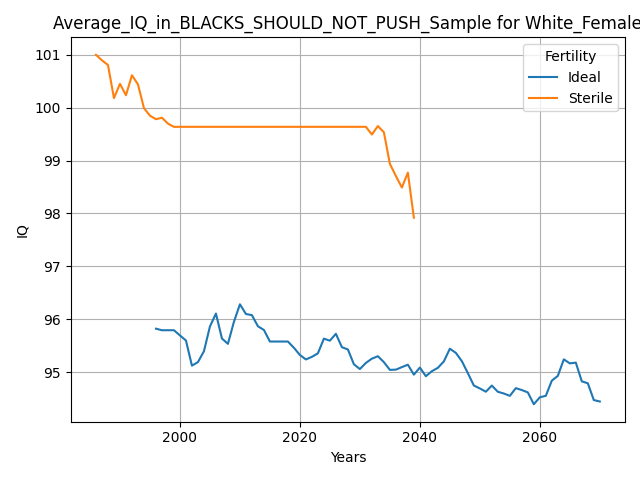 Average_IQ_in_BLACKS_SHOULD_NOT_PUSH_Sample for White_Female
Fertility
Ideal
Sterile
101
100
99
98
97
96
95
IQ
2000
2020
2040
2060
Years